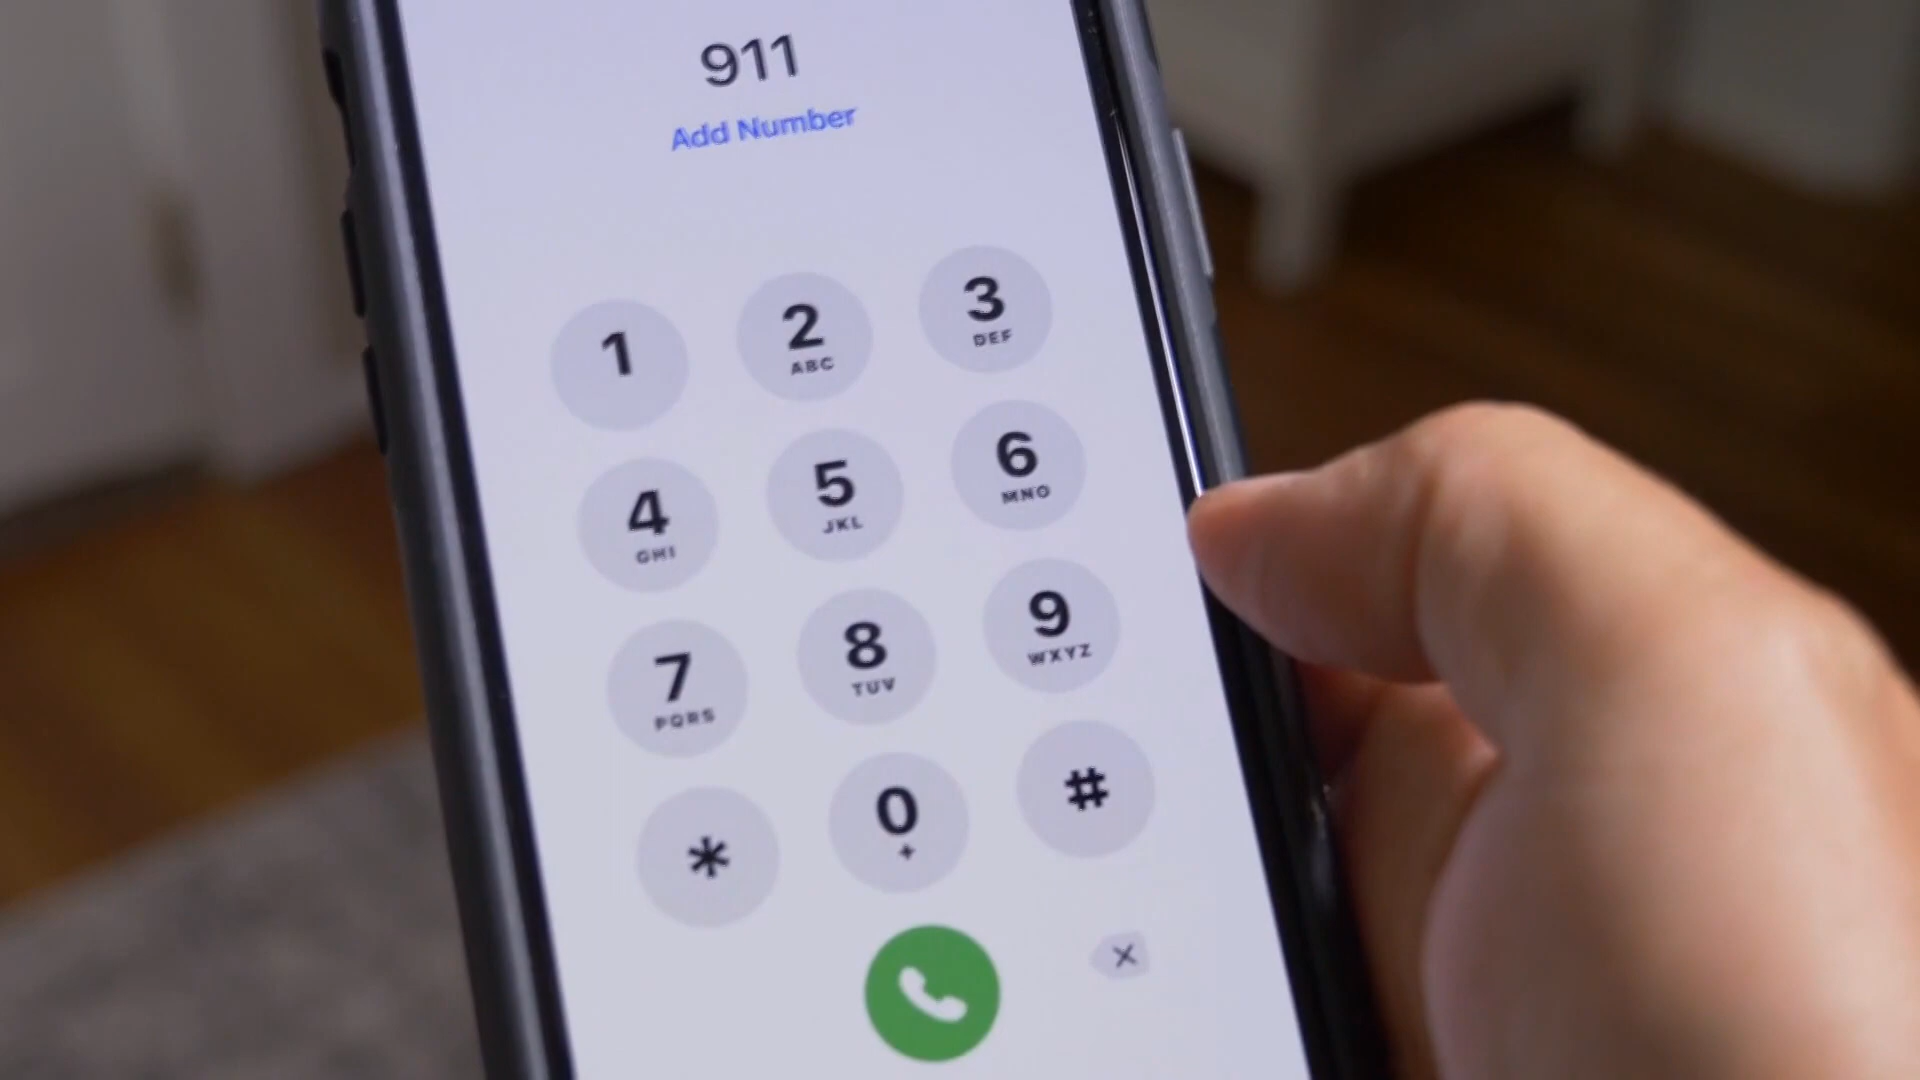 911
Add Number
1 2 3
ABC DEF
4 5 6
GHI JKL MNO
7 8 9
PQRS TUV WXYZ
* 0 #
+